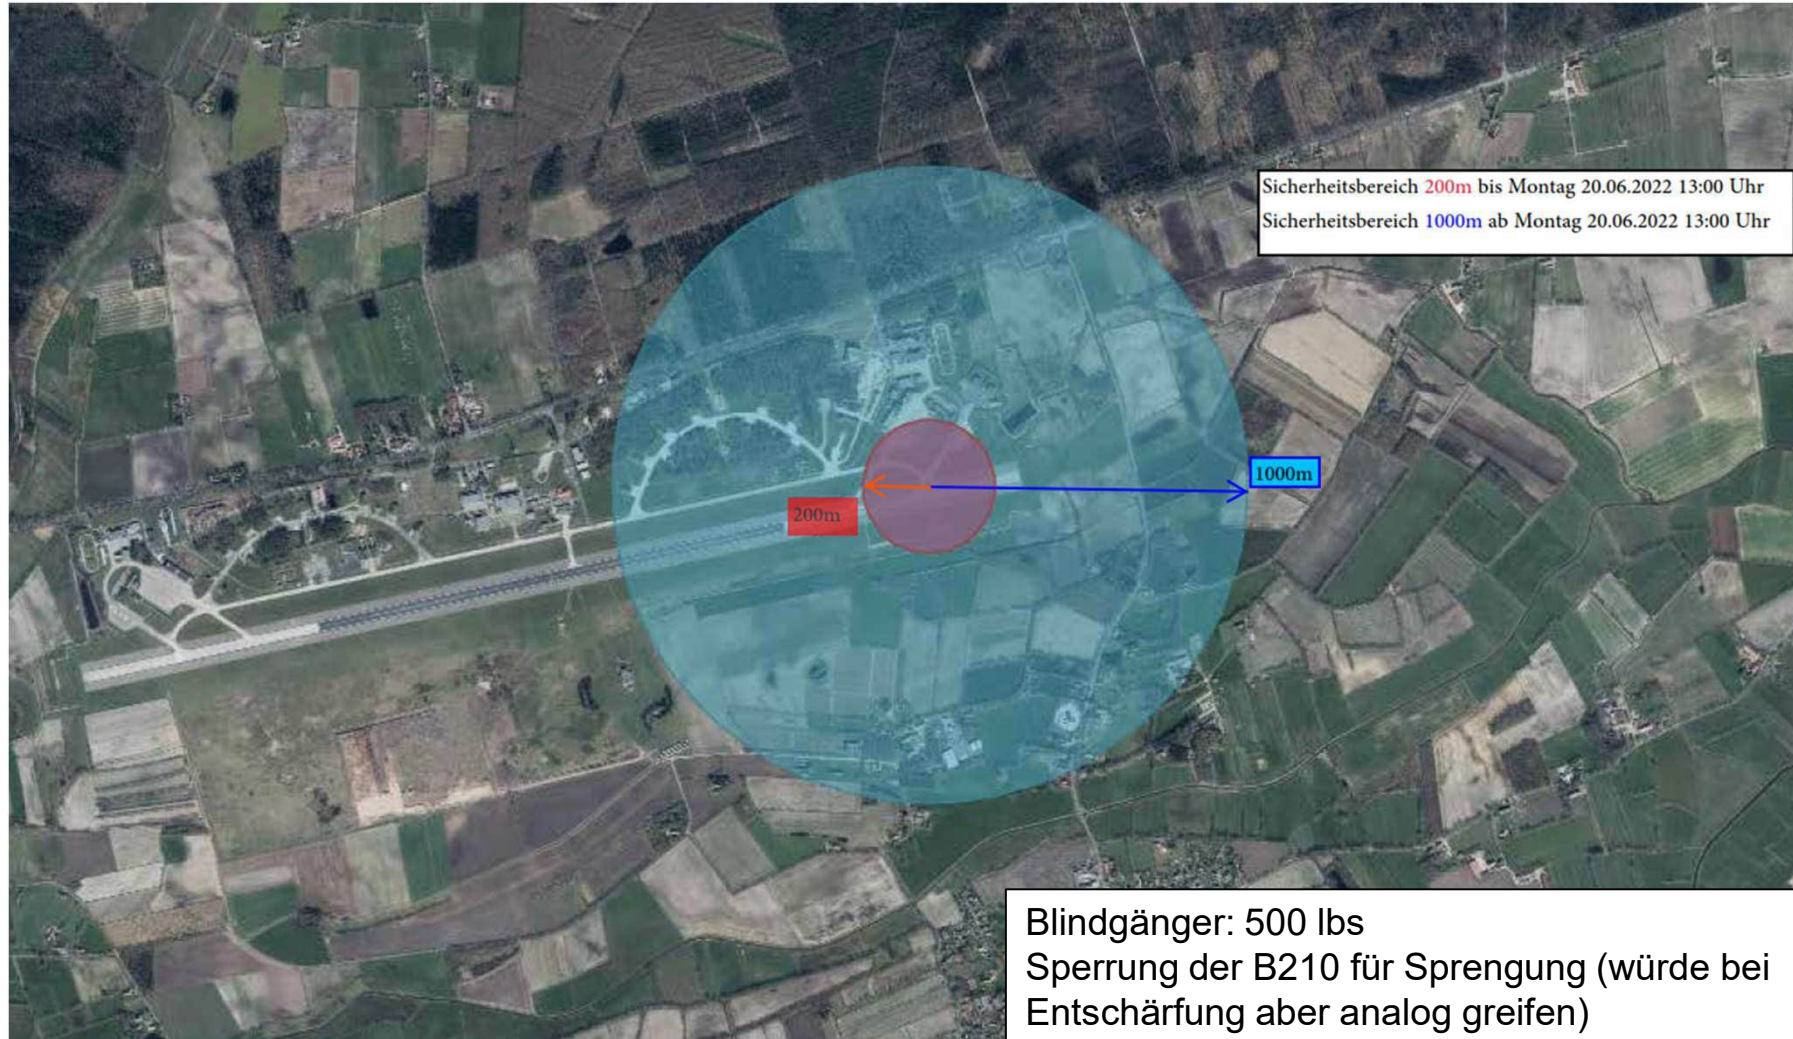 Sicherheitsbereich 200m bis Montag 20.06.2022 13:00 Uhr
Sicherheitsbereich 1000m ab Montag 20.06.2022 13:00 Uhr
1000m
200m
Blindgänger: 500 lbs
Sperrung der B210 für Sprengung (würde bei
Entschärfung aber analog greifen)